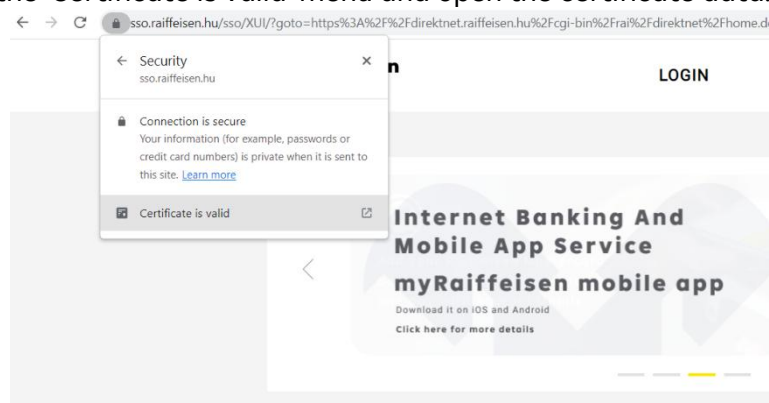 the 'Certificate is valid' menu and open the certificate data
sso.raiffeisen.hu/sso/XUI/?goto=https%3A%2F%2Fdirektnet.raiffeisen.hu%2Fcgi-bin%2Frai%2Fdirektnet%2Fhome.d
Security
sso.raiffeisen.hu
n
LOGIN
Connection is secure
Your information (for example, passwords or
credit card numbers) is private when it is sent to
this site. Learn more
Certificate is valid
Internet Banking And
Mobile App Service
myRaiffeisen mobile app
Download it on iOS and Android
Click here for more details